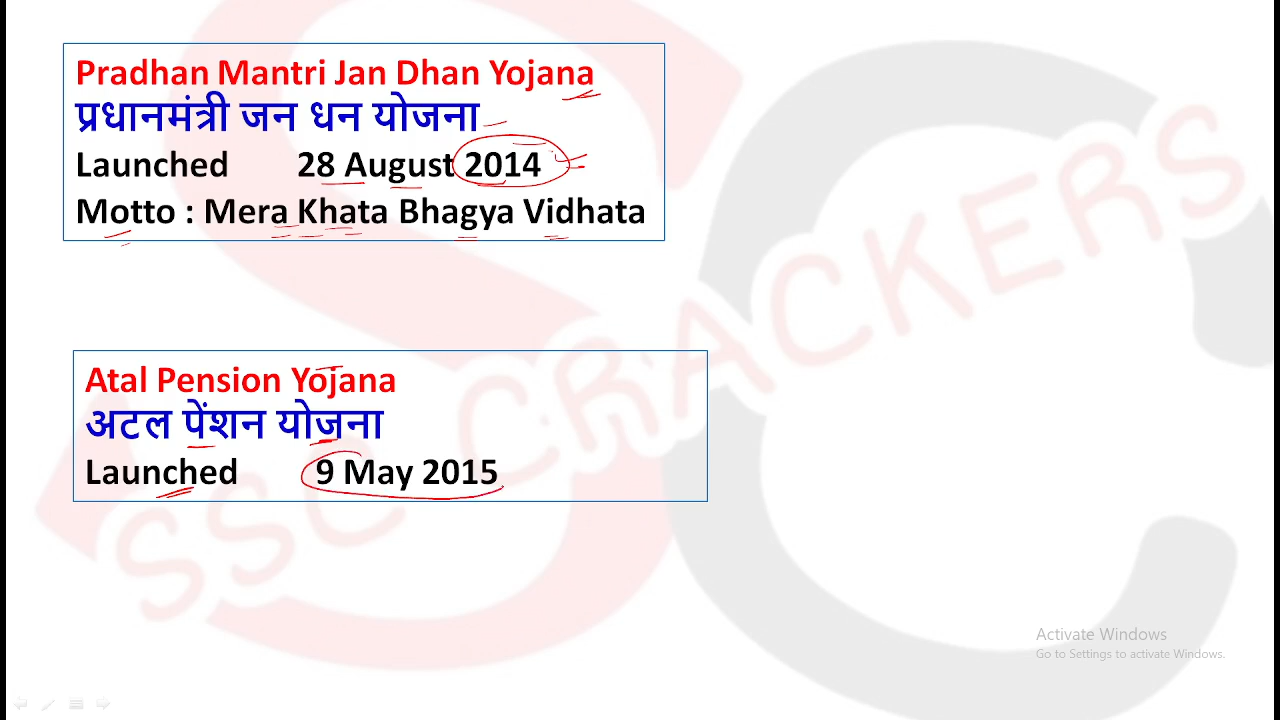 Pradhan Mantri Jan Dhan Yojana
प्रधानमंत्री जन धन योजना
Launched 28 August 2014
Motto : Mera Khata Bhagya Vidhata
Atal Pension Yojana
अटल पेंशन योजना
Launched 9 May 2015
SSC CRACKERS
Activate Windows
Go to Settings to activate Windows.